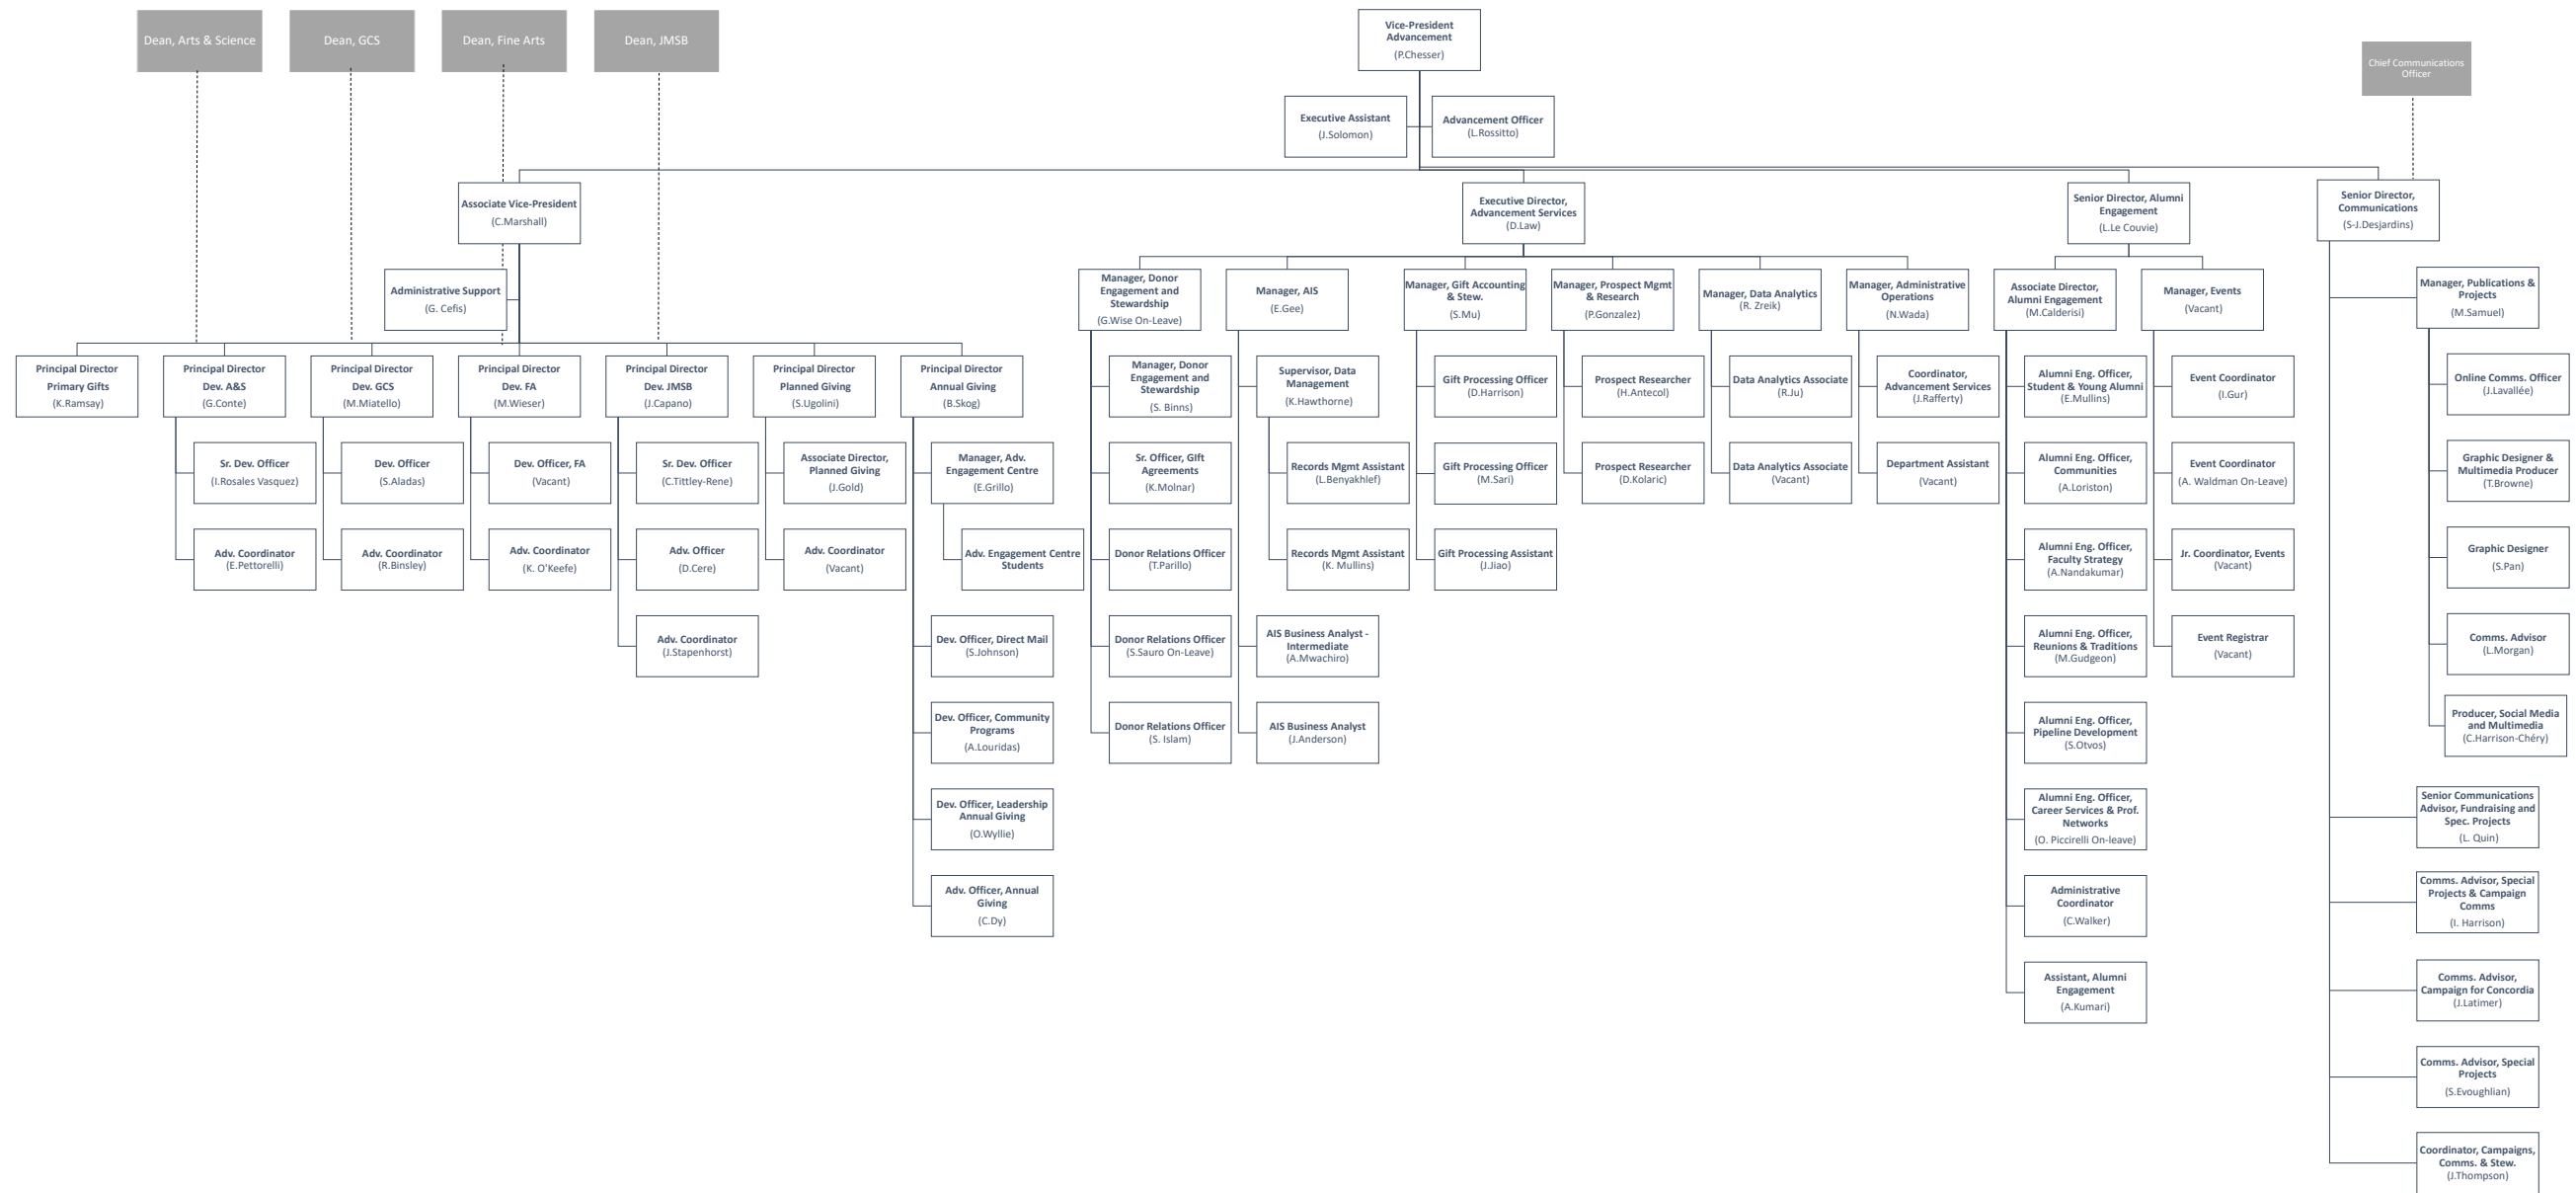 Dean, Arts & Science
Dean, GCS
Dean, Fine Arts
Dean, JMSB
Vice-President
Advancement
(P.Chesser)
Chief Communications
Officer
Executive Assistant
(J.Solomon)
Advancement Officer
(L.Rossitto)
Associate Vice-President
(C.Marshall)
Executive Director,
Advancement Services
(D.Law)
Senior Director, Alumni
Engagement
(L.Le Couvie)
Senior Director,
Communications
(S-J.Desjardins)
Administrative Support
(G. Cefis)
Manager, Donor
Engagement and
Stewardship
(G.Wise On-Leave)
Manager, AIS
(E.Gee)
Manager, Gift Accounting
& Stew.
(S.Mu)
Manager, Prospect Mgmt
& Research
(P.Gonzalez)
Manager, Data Analytics
(R. Zreik)
Manager, Administrative
Operations
(N.Wada)
Associate Director,
Alumni Engagement
(M.Calderisi)
Manager, Events
(Vacant)
Manager, Publications &
Projects
(M.Samuel)
Principal Director
Primary Gifts
(K.Ramsay)
Principal Director
Dev. A&S
(G.Conte)
Principal Director
Dev. GCS
(M.Miatello)
Principal Director
Dev. FA
(M.Wieser)
Principal Director
Dev. JMSB
(J.Capano)
Principal Director
Planned Giving
(S.Ugolini)
Principal Director
Annual Giving
(B.Skog)
Manager, Donor
Engagement and
Stewardship
(S. Binns)
Supervisor, Data
Management
(K.Hawthorne)
Gift Processing Officer
(D.Harrison)
Prospect Researcher
(H.Antecol)
Data Analytics Associate
(R.Ju)
Coordinator,
Advancement Services
(J.Rafferty)
Alumni Eng. Officer,
Student & Young Alumni
(E.Mullins)
Event Coordinator
(I.Gur)
Online Comms. Officer
(J.Lavallée)
Sr. Dev. Officer
(I.Rosales Vasquez)
Dev. Officer
(S.Aladas)
Dev. Officer, FA
(Vacant)
Sr. Dev. Officer
(C.Tittley-Rene)
Associate Director,
Planned Giving
(J.Gold)
Manager, Adv.
Engagement Centre
(E.Grillo)
Sr. Officer, GIft
Agreements
(K.Molnar)
Records Mgmt Assistant
(L.Benyakhlef)
Gift Processing Officer
(M.Sari)
Prospect Researcher
(D.Kolaric)
Data Analytics Associate
(Vacant)
Department Assistant
(Vacant)
Alumni Eng. Officer,
Communities
(A.Loriston)
Event Coordinator
(A. Waldman On-Leave)
Graphic Designer &
Multimedia Producer
(T.Browne)
Adv. Coordinator
(E.Pettorelli)
Adv. Coordinator
(R.Binsley)
Adv. Coordinator
(K. O'Keefe)
Adv. Officer
(D.Cere)
Adv. Coordinator
(Vacant)
Adv. Engagement Centre
Students
Donor Relations Officer
(T.Parillo)
Records Mgmt Assistant
(K. Mullins)
Gift Processing Assistant
(J.Jiao)
Alumni Eng. Officer,
Faculty Strategy
(A.Nandakumar)
Jr. Coordinator, Events
(Vacant)
Graphic Designer
(S.Pan)
Adv. Coordinator
(J.Stapenhorst)
Dev. Officer, Direct Mail
(S.Johnson)
Donor Relations Officer
(S.Sauro On-Leave)
AIS Business Analyst -
Intermediate
(A.Mwachiro)
Alumni Eng. Officer,
Reunions & Traditions
(M.Gudgeon)
Event Registrar
(Vacant)
Comms. Advisor
(L.Morgan)
Dev. Officer, Community
Programs
(A.Louridas)
Donor Relations Officer
(S. Islam)
AIS Business Analyst
(J.Anderson)
Alumni Eng. Officer,
Pipeline Development
(S.Otvos)
Producer, Social Media
and Multimedia
(C.Harrison-Chéry)
Dev. Officer, Leadership
Annual Giving
(O.Wyllie)
Alumni Eng. Officer,
Career Services & Prof.
Networks
(O. Piccirelli On-leave)
Senior Communications
Advisor, Fundraising and
Spec. Projects
(L. Quin)
Adv. Officer, Annual
Giving
(C.Dy)
Administrative
Coordinator
(C.Walker)
Comms. Advisor, Special
Projects & Campaign
Comms
(I. Harrison)
Assistant, Alumni
Engagement
(A.Kumari)
Comms. Advisor,
Campaign for Concordia
(J.Latimer)
Comms. Advisor, Special
Projects
(S.Evoughlian)
Coordinator, Campaigns,
Comms. & Stew.
(J.Thompson)